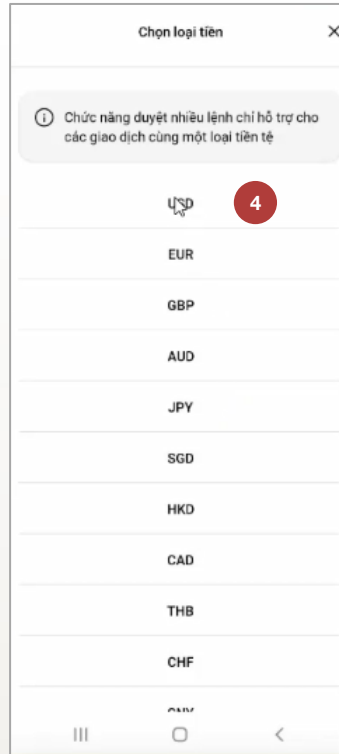 Chọn loại tiền
Chức năng duyệt nhiều lệnh chỉ hỗ trợ cho
các giao dịch cùng một loại tiền tệ
USD
4
EUR
GBP
AUD
JPY
SGD
HKD
CAD
THB
CHF